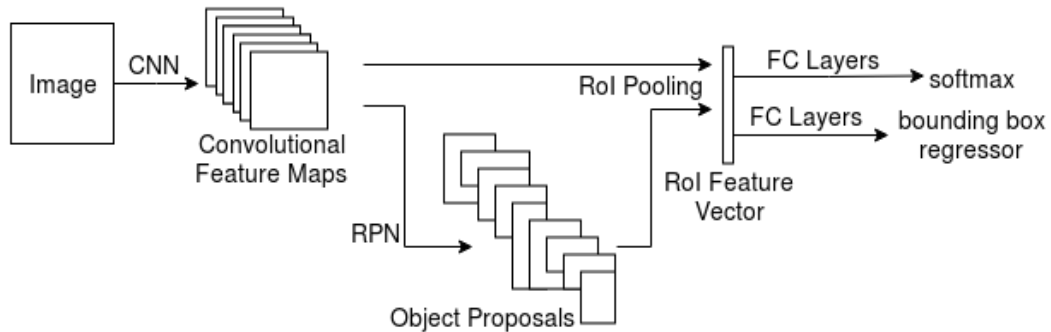 Image
CNN
Convolutional
Feature Maps
RPN
Object Proposals
RoI Pooling
RoI Feature
Vector
FC Layers
softmax
FC Layers
bounding box
regressor